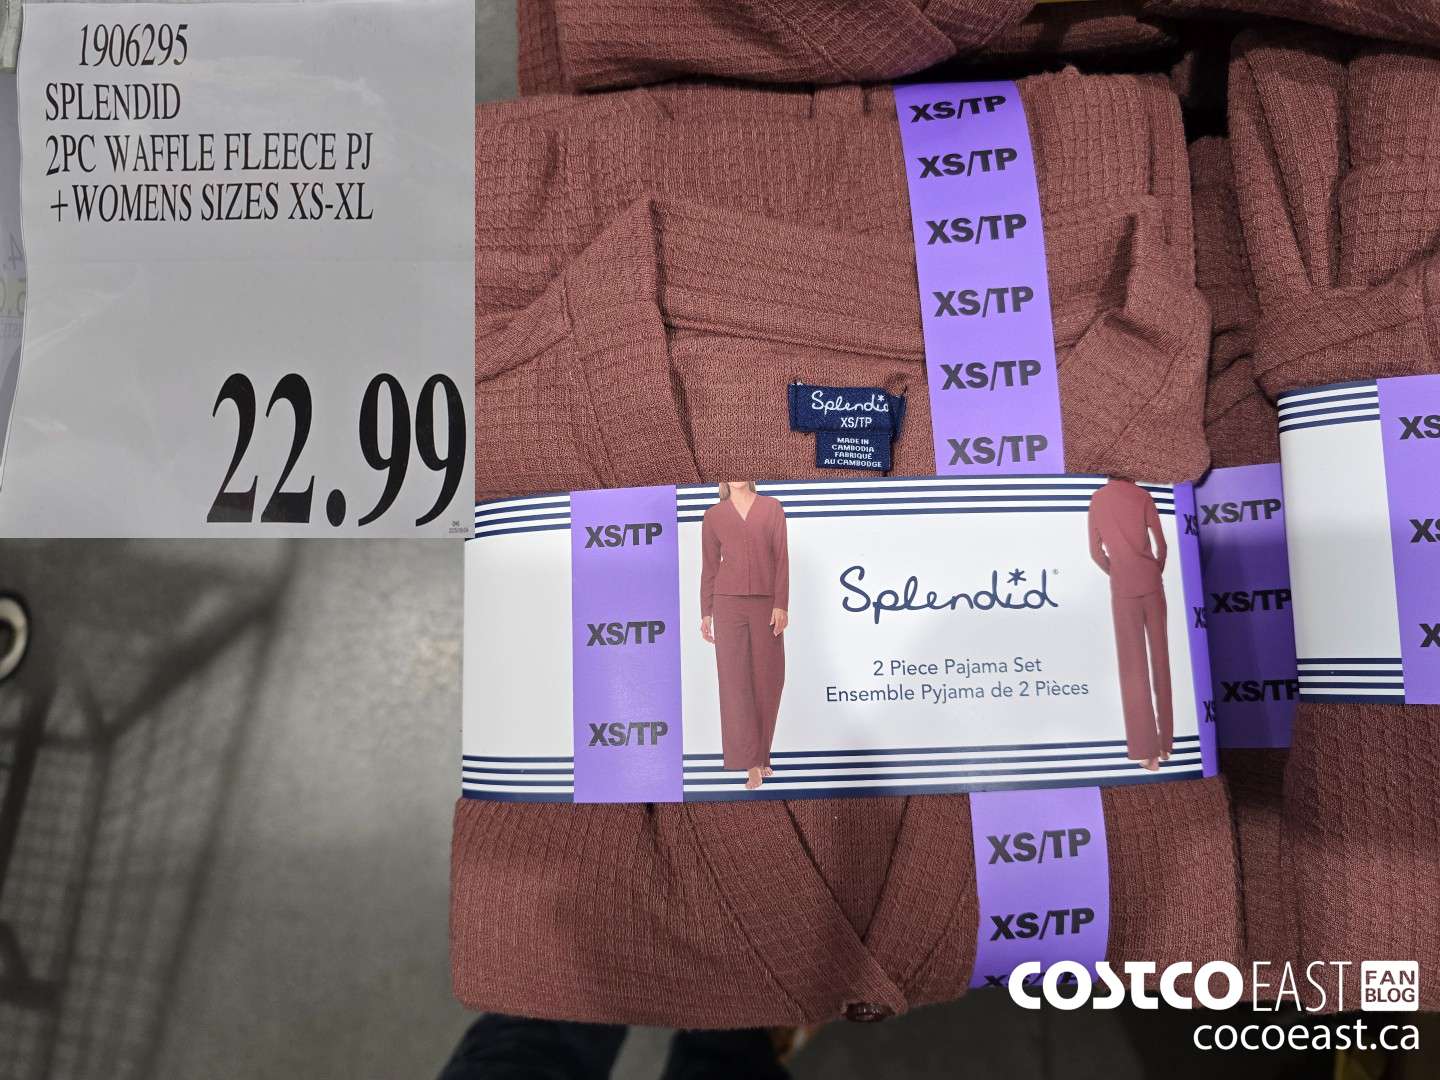 1906295
SPLENDID
2PC WAFFLE FLEECE PJ
+WOMENS SIZES XS-XL
22.99
XS/TP
XS/TP
XS/TP
XS/TP
XS/TP
XS/TP
Splendid
XS/TP
MADE IN
CAMBODIA
FABRIQUÉ
AU CAMBODGE
XS/TP
XS/TP
XS/TP
Splendid
2 Piece Pajama Set
Ensemble Pyjama de 2 Pièces
XS/TP
XS/TP
XS/TP
XS
XS
X
XS/TP
XS/TP
COSTCO EAST FAN BLOG
cocoeast.ca